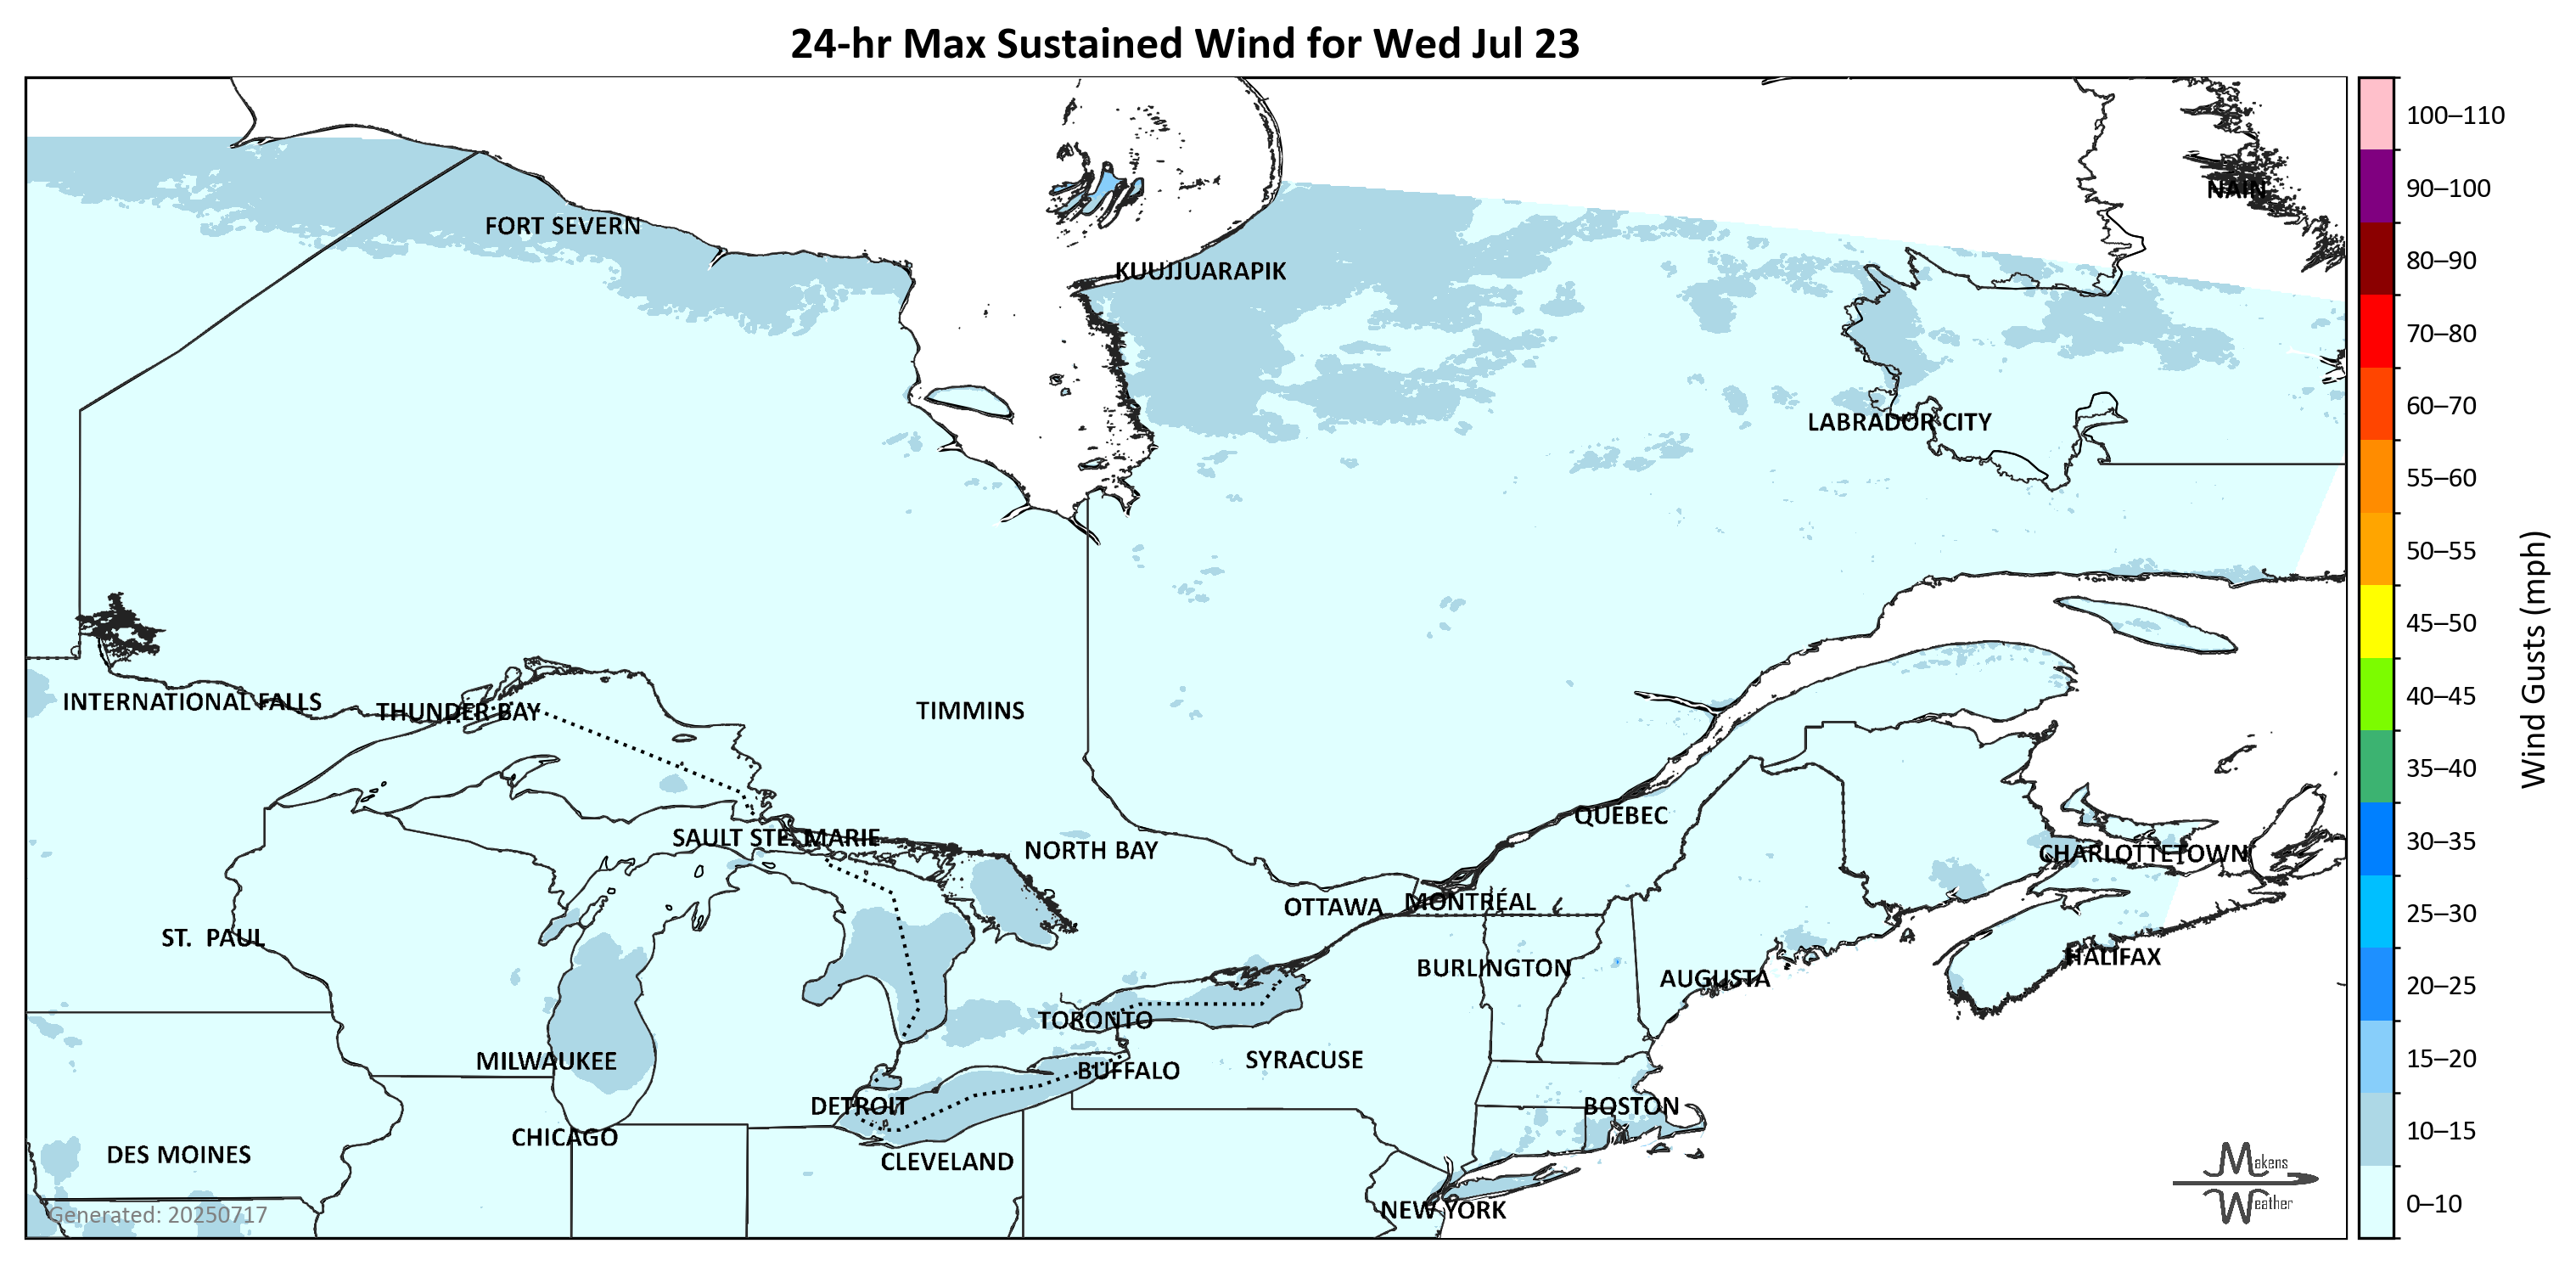 24-hr Max Sustained Wind for Wed Jul 23
100–110
90–100
NAIN
FORT SEVERN
80–90
KUUJJUARAPIK
70–80
60–70
LABRADOR CITY
55–60
50–55
45–50
Wind Gusts (mph)
40–45
INTERNATIONAL FALLS
THUNDER BAY
TIMMINS
35–40
QUÉBEC
SAULT STE. MARIE
30–35
NORTH BAY
CHARLOTTETOWN
OTTAWA
MONTRÉAL
25–30
ST. PAUL
HALIFAX
BURLINGTON
AUGUSTA
20–25
TORONTO
MILWAUKEE
SYRACUSE
15–20
BUFFALO
DETROIT
BOSTON
CHICAGO
10–15
DES MOINES
CLEVELAND
Makens
Weather
0–10
NEW YORK
Generated: 20250717